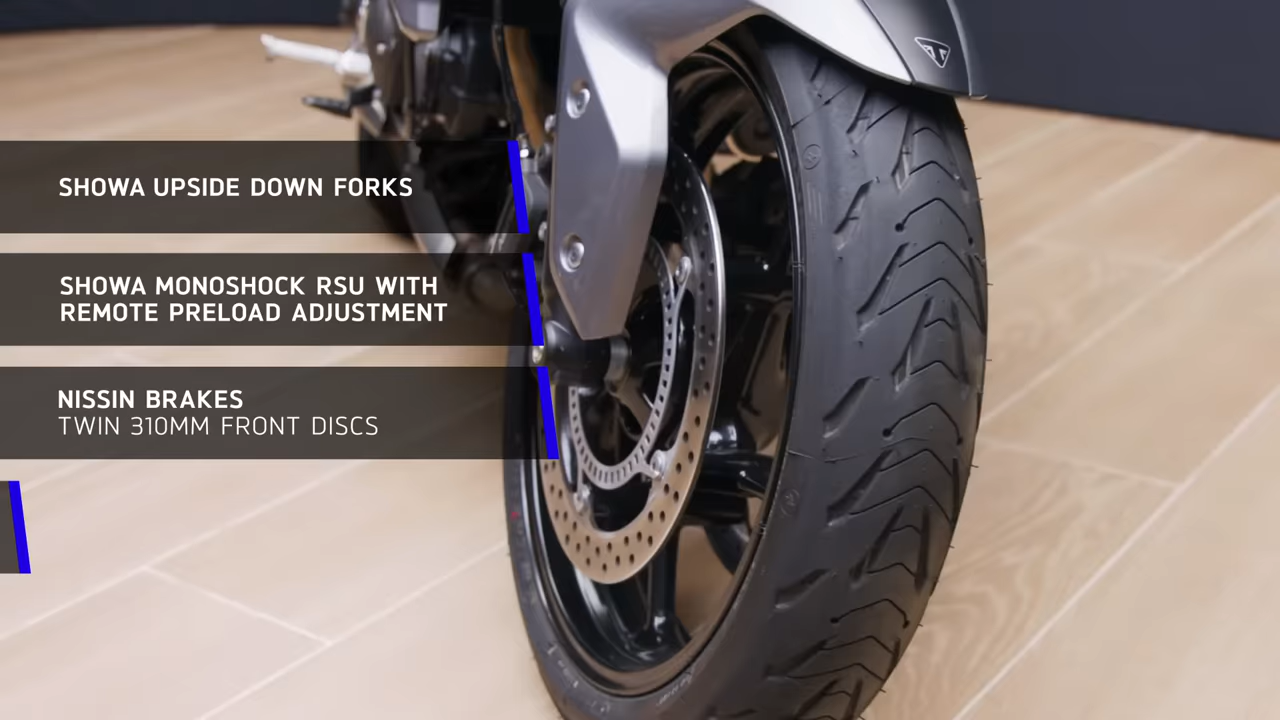 SHOWA UPSIDE DOWN FORKS
SHOWA MONOSHOCK RSU WITH
REMOTE PRELOAD ADJUSTMENT
NISSIN BRAKES
TWIN 310MM FRONT DISCS